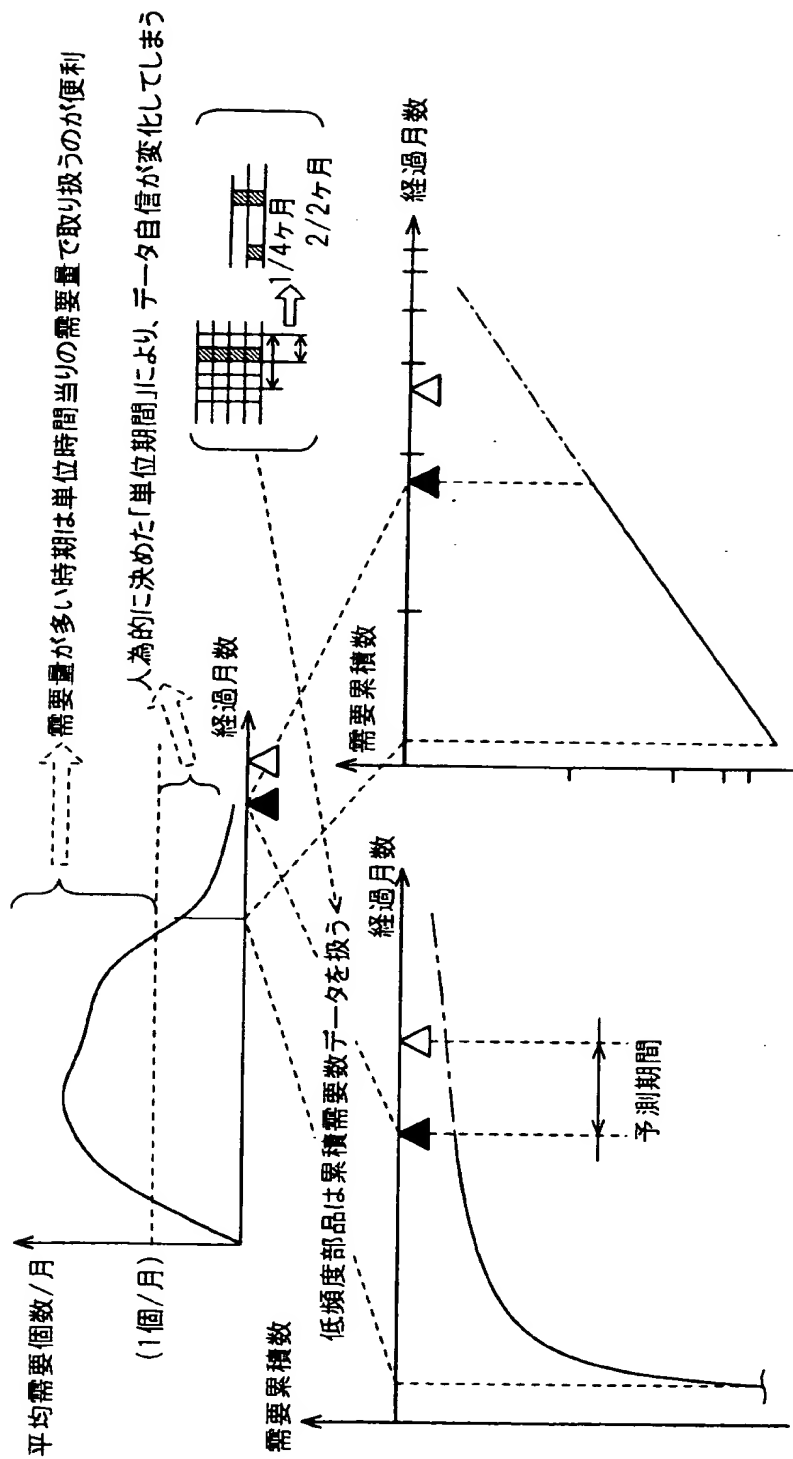 平均需要個数/月
(1個/月)
需要量が多い時期は単位時間当りの需要量で取り扱うのが便利
人為的に決めた「単位期間」により、データ自信が変化してしまう
1/4ヶ月
2/2ヶ月
経過月数
低頻度部品は累積需要数データを扱う
需要累積数
経過月数
予測期間
需要累積数
経過月数